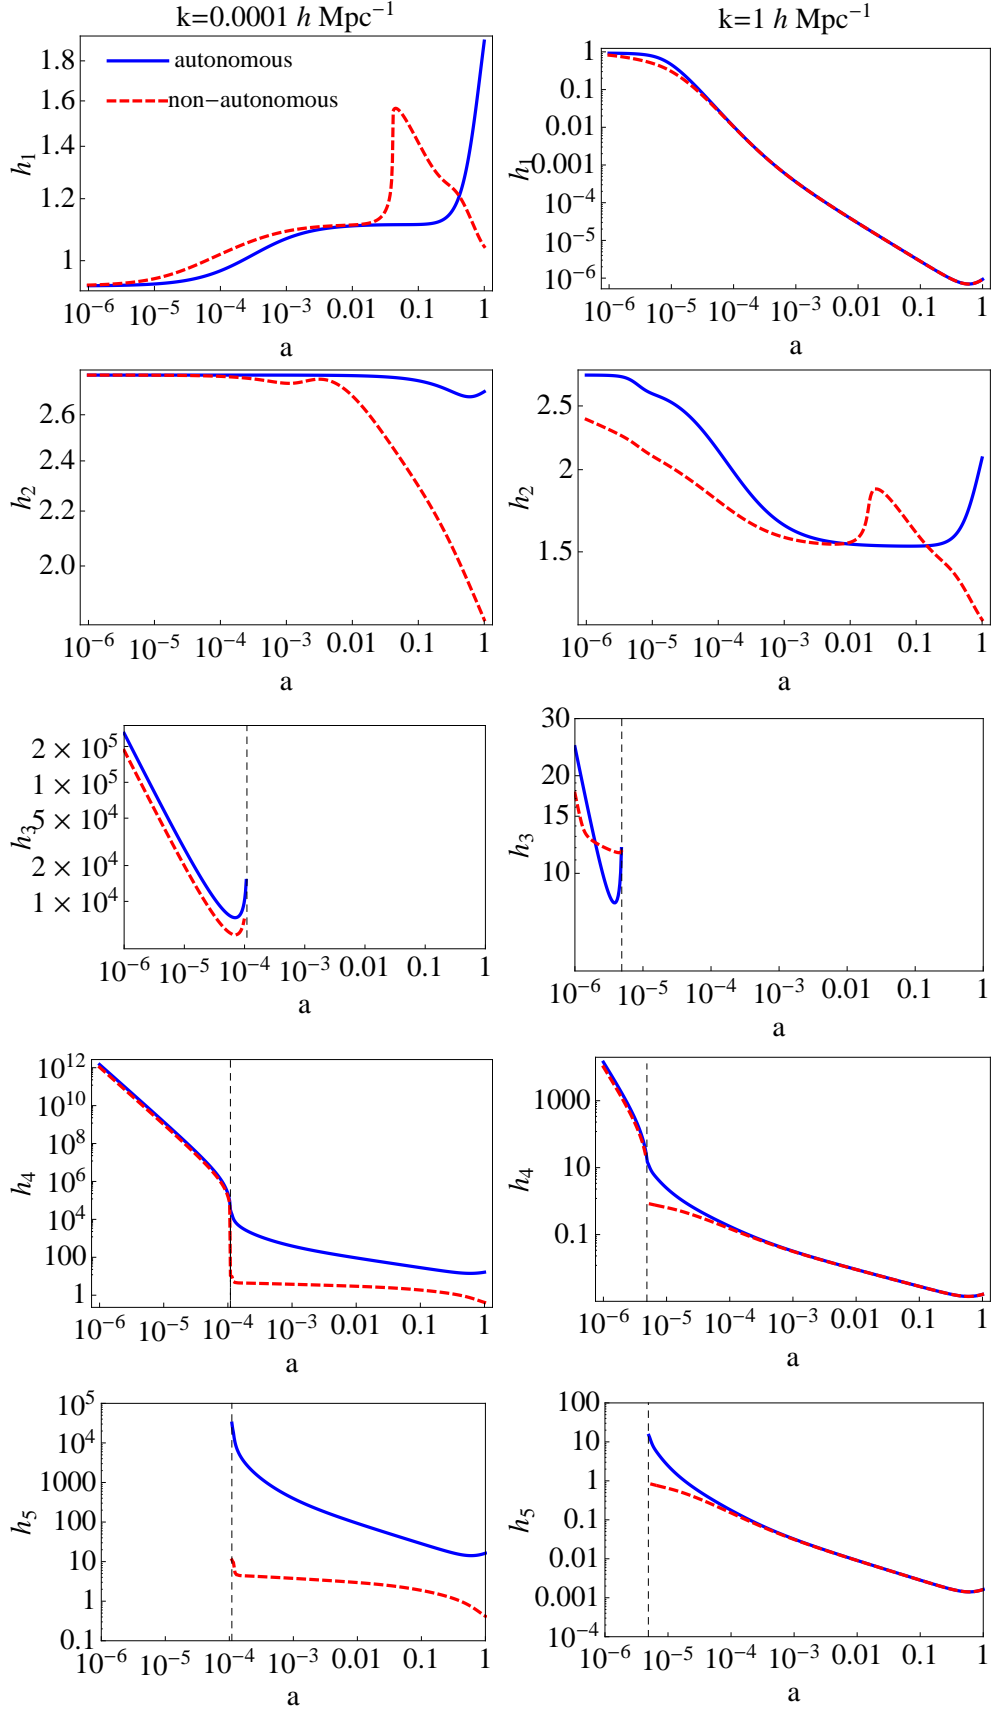 k=0.0001 h Mpc⁻¹
k=1 h Mpc⁻¹
1.8
1.6
1.4
1.2
1
h₁
autonomous
non−autonomous
10⁻⁶ 10⁻⁵ 10⁻⁴ 10⁻³ 0.01 0.1 1
a
1
0.1
0.01
0.001
10⁻⁴
10⁻⁵
10⁻⁶
h₁
10⁻⁶ 10⁻⁵ 10⁻⁴ 10⁻³ 0.01 0.1 1
a
2.6
2.4
2.2
2.0
h₂
10⁻⁶ 10⁻⁵ 10⁻⁴ 10⁻³ 0.01 0.1 1
a
2.5
2
1.5
h₂
10⁻⁶ 10⁻⁵ 10⁻⁴ 10⁻³ 0.01 0.1 1
a
2 × 10⁵
1 × 10⁵
5 × 10⁴
2 × 10⁴
1 × 10⁴
h₃
10⁻⁶ 10⁻⁵ 10⁻⁴ 10⁻³ 0.01 0.1 1
a
30
20
15
10
h₃
10⁻⁶ 10⁻⁵ 10⁻⁴ 10⁻³ 0.01 0.1 1
a
10¹²
10¹⁰
10⁸
10⁶
10⁴
100
1
h₄
10⁻⁶ 10⁻⁵ 10⁻⁴ 10⁻³ 0.01 0.1 1
a
1000
10
0.1
h₄
10⁻⁶ 10⁻⁵ 10⁻⁴ 10⁻³ 0.01 0.1 1
a
10⁵
10⁴
1000
100
10
1
0.1
h₅
10⁻⁶ 10⁻⁵ 10⁻⁴ 10⁻³ 0.01 0.1 1
a
100
10
1
0.1
0.01
0.001
10⁻⁴
h₅
10⁻⁶ 10⁻⁵ 10⁻⁴ 10⁻³ 0.01 0.1 1
a